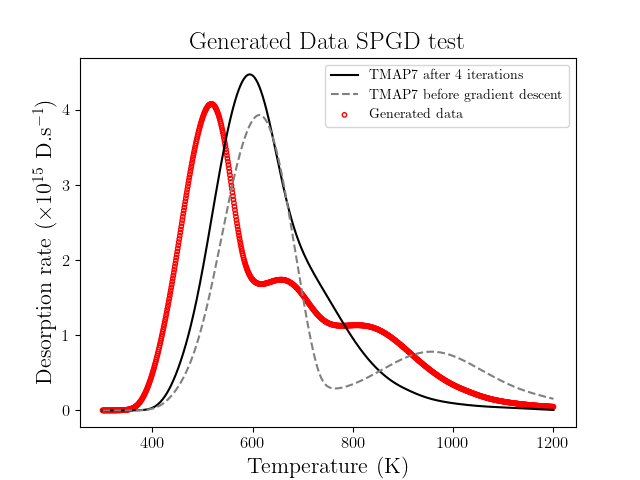 Generated Data SPGD test
TMAP7 after 4 iterations
TMAP7 before gradient descent
Generated data
Desorption rate (×10¹⁵ D.s⁻¹)
4
3
2
1
0
400 600 800 1000 1200
Temperature (K)